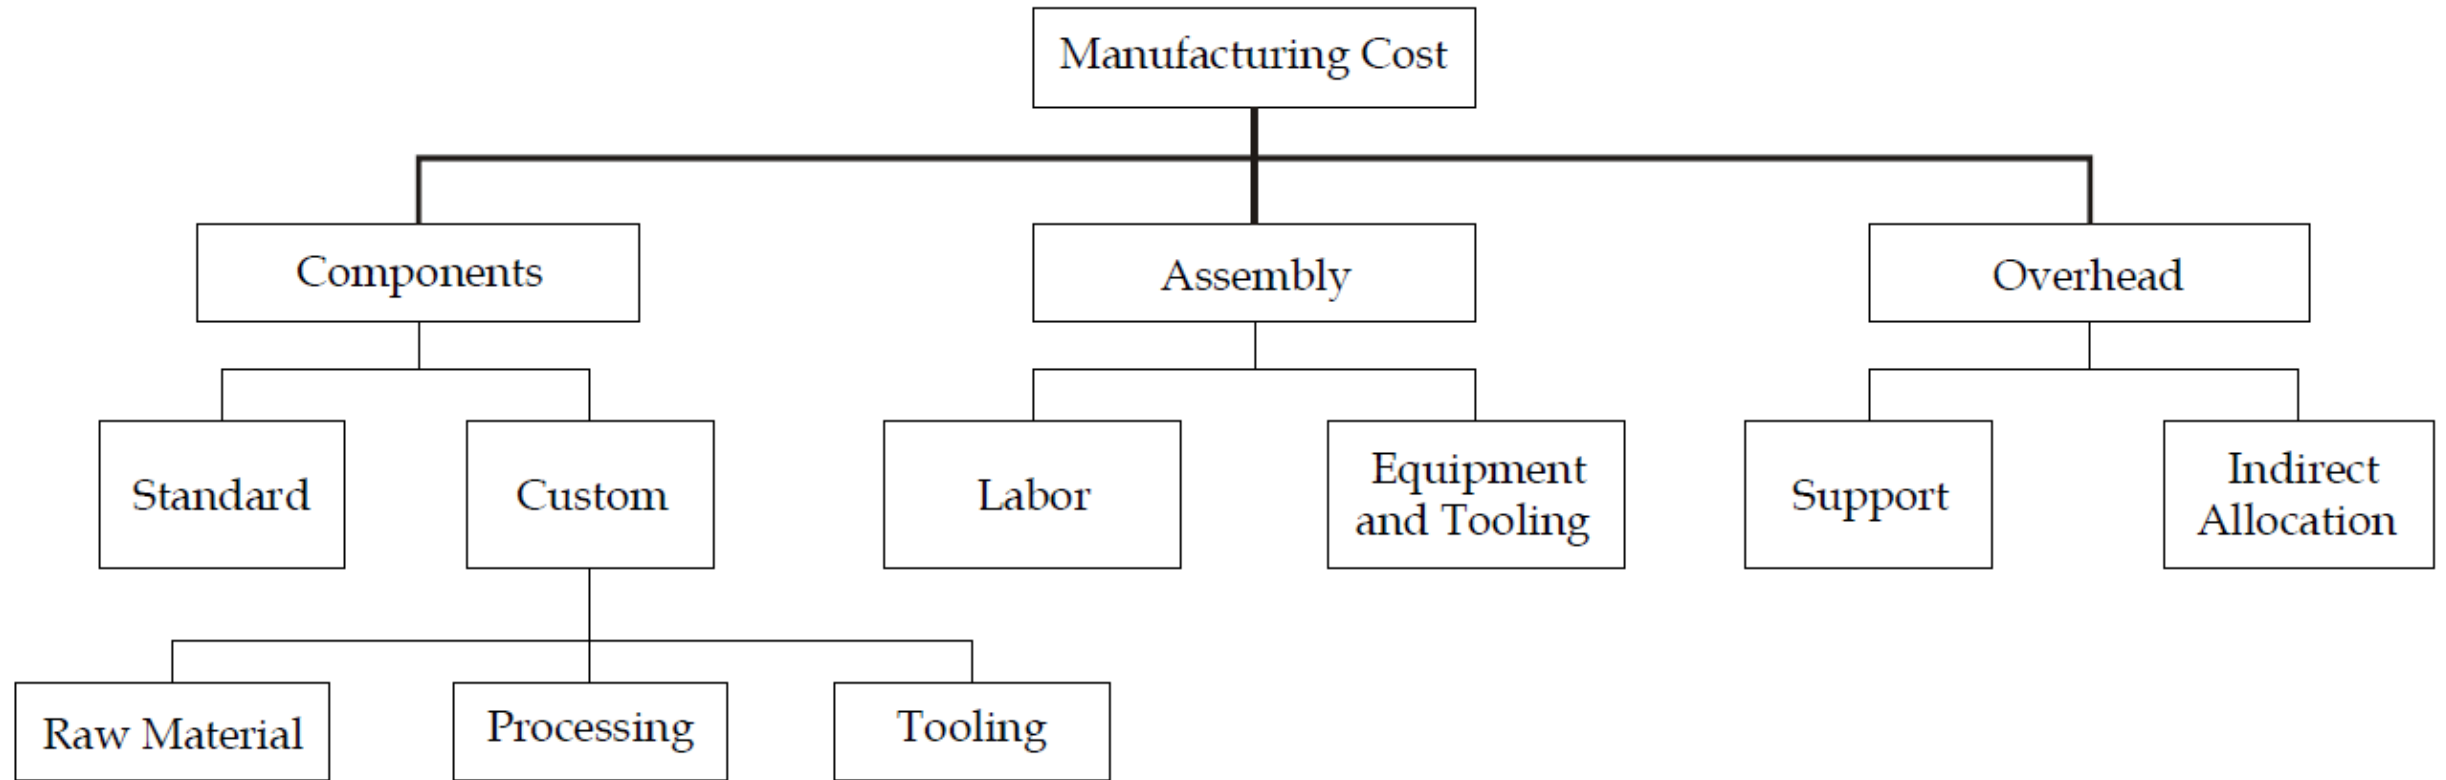 Manufacturing Cost
Components
Assembly
Overhead
Standard
Custom
Labor
Equipment
and Tooling
Support
Indirect
Allocation
Raw Material
Processing
Tooling